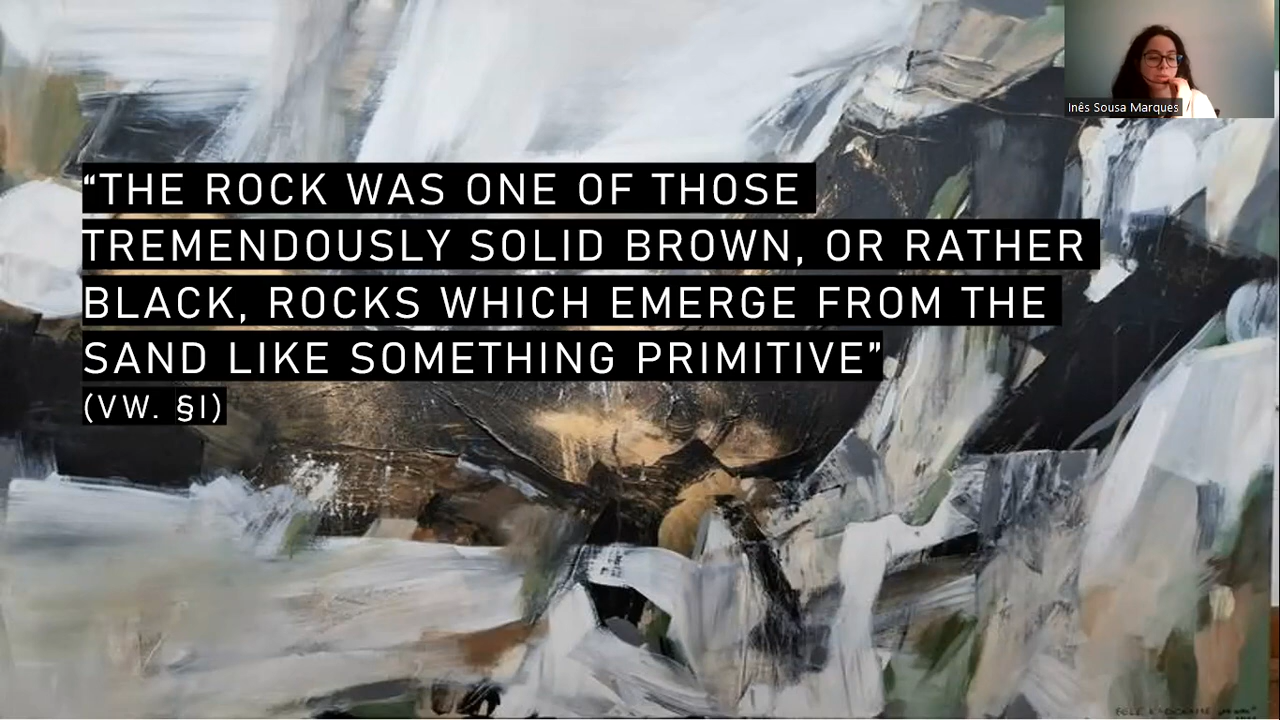 “THE ROCK WAS ONE OF THOSE
TREMENDOUSLY SOLID BROWN, OR RATHER
BLACK, ROCKS WHICH EMERGE FROM THE
SAND LIKE SOMETHING PRIMITIVE”
(VW. §I)
Inês Sousa Marques